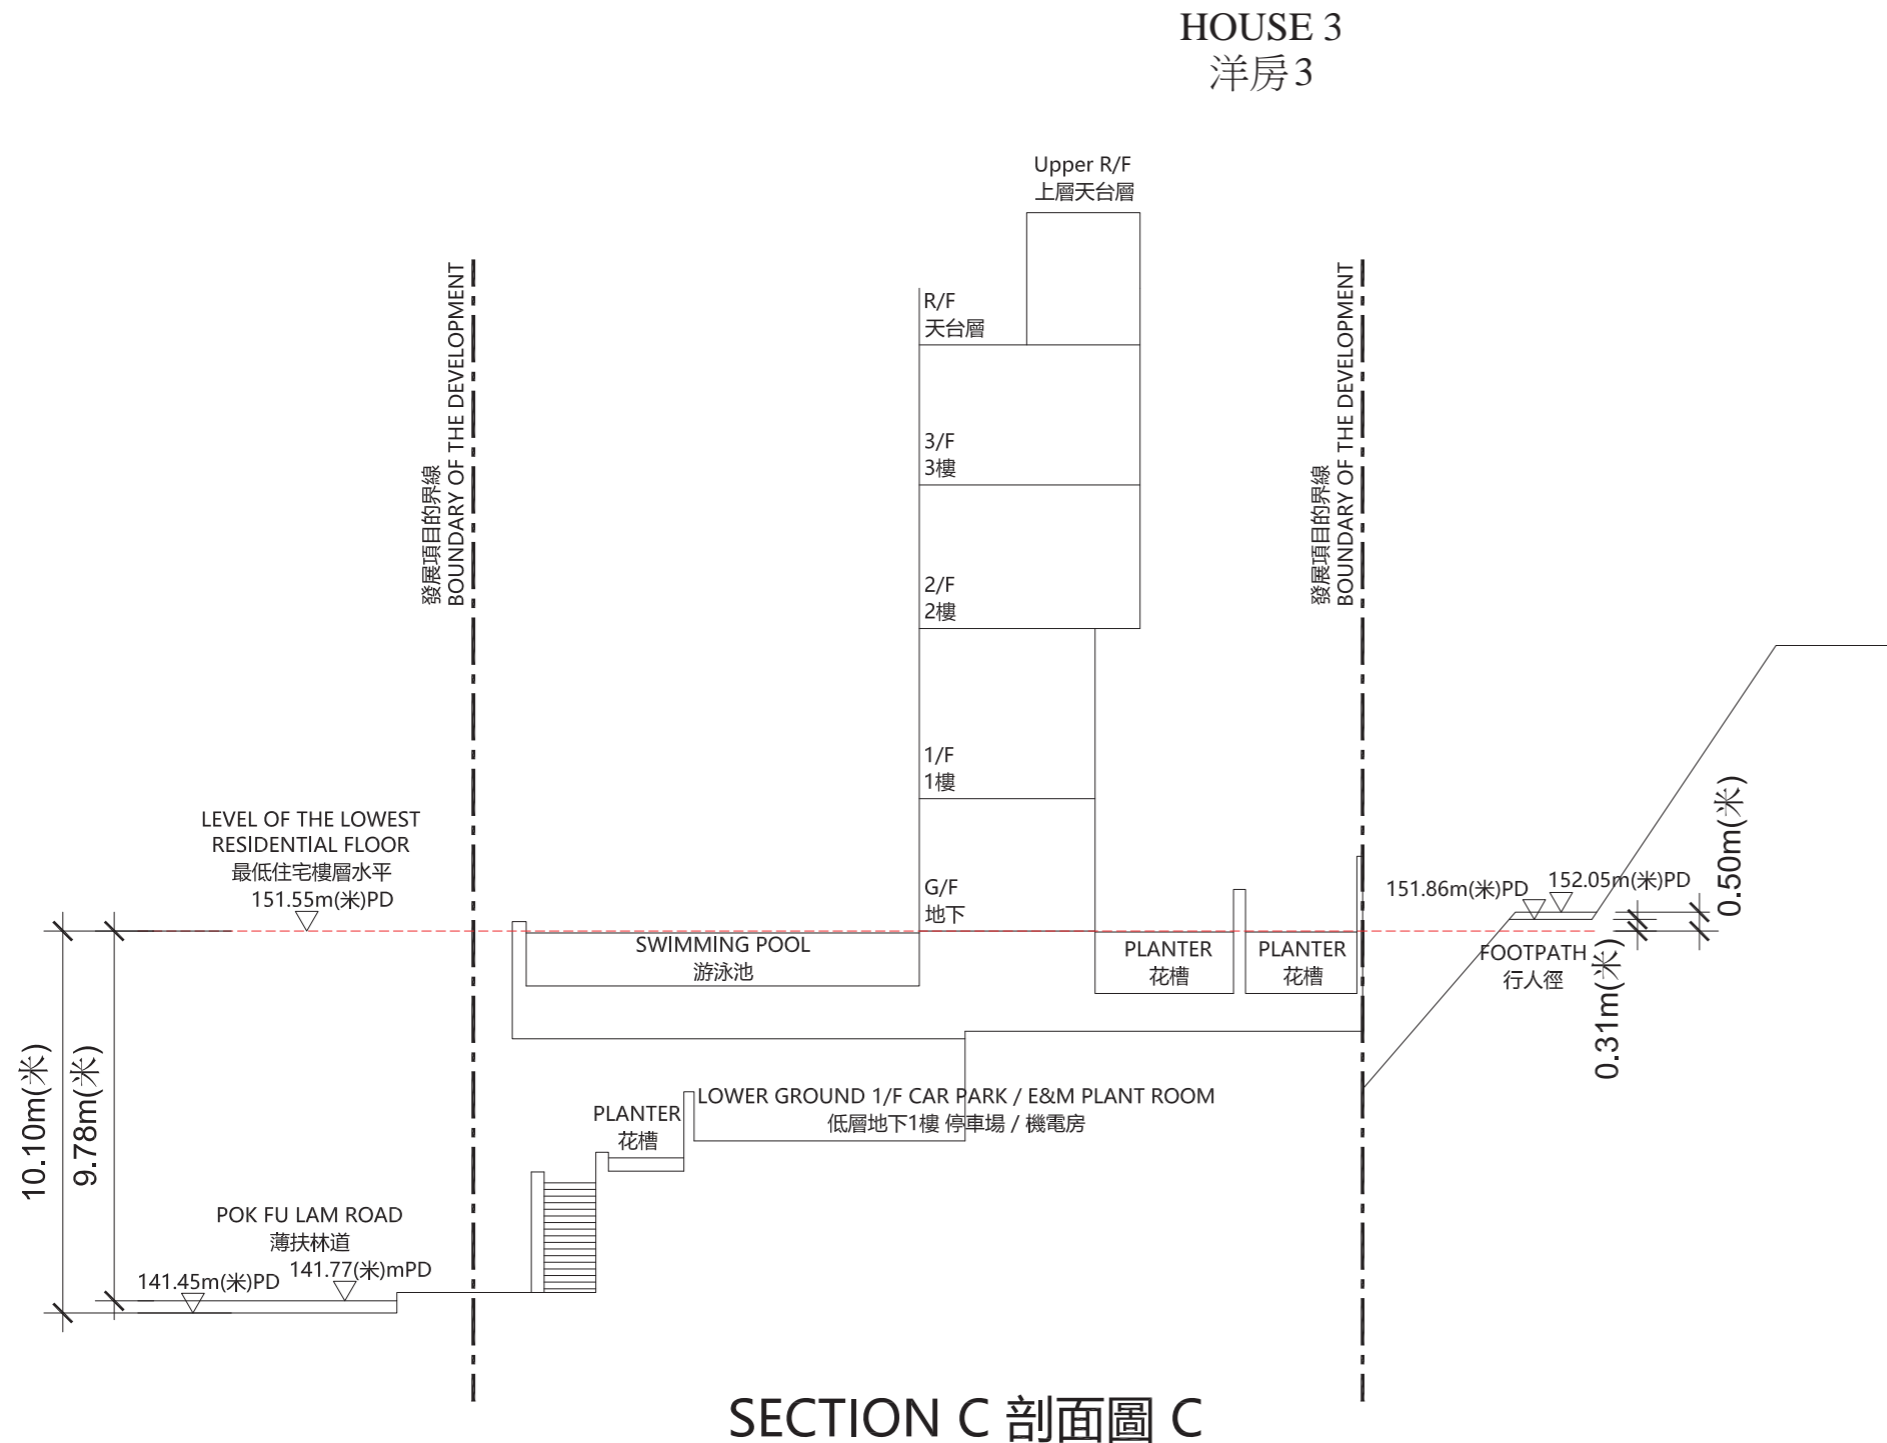 HOUSE 3
洋房3
Upper R/F
上層天台層
發展項目的界線
BOUNDARY OF THE DEVELOPMENT
R/F
天台層
發展項目的界線
BOUNDARY OF THE DEVELOPMENT
3/F
3樓
2/F
2樓
1/F
1樓
LEVEL OF THE LOWEST
RESIDENTIAL FLOOR
最低住宅樓層水平
151.55m(米)PD
G/F
地下
151.86m(米)PD
152.05m(米)PD
0.50m(米)
SWIMMING POOL
游泳池
PLANTER
花槽
PLANTER
花槽
FOOTPATH
行人徑
0.31m(米)
10.10m(米)
9.78m(米)
LOWER GROUND 1/F CAR PARK / E&M PLANT ROOM
低層地下1樓 停車場 / 機電房
PLANTER
花槽
POK FU LAM ROAD
薄扶林道
141.45m(米)PD
141.77(米)mPD
SECTION C 剖面圖 C